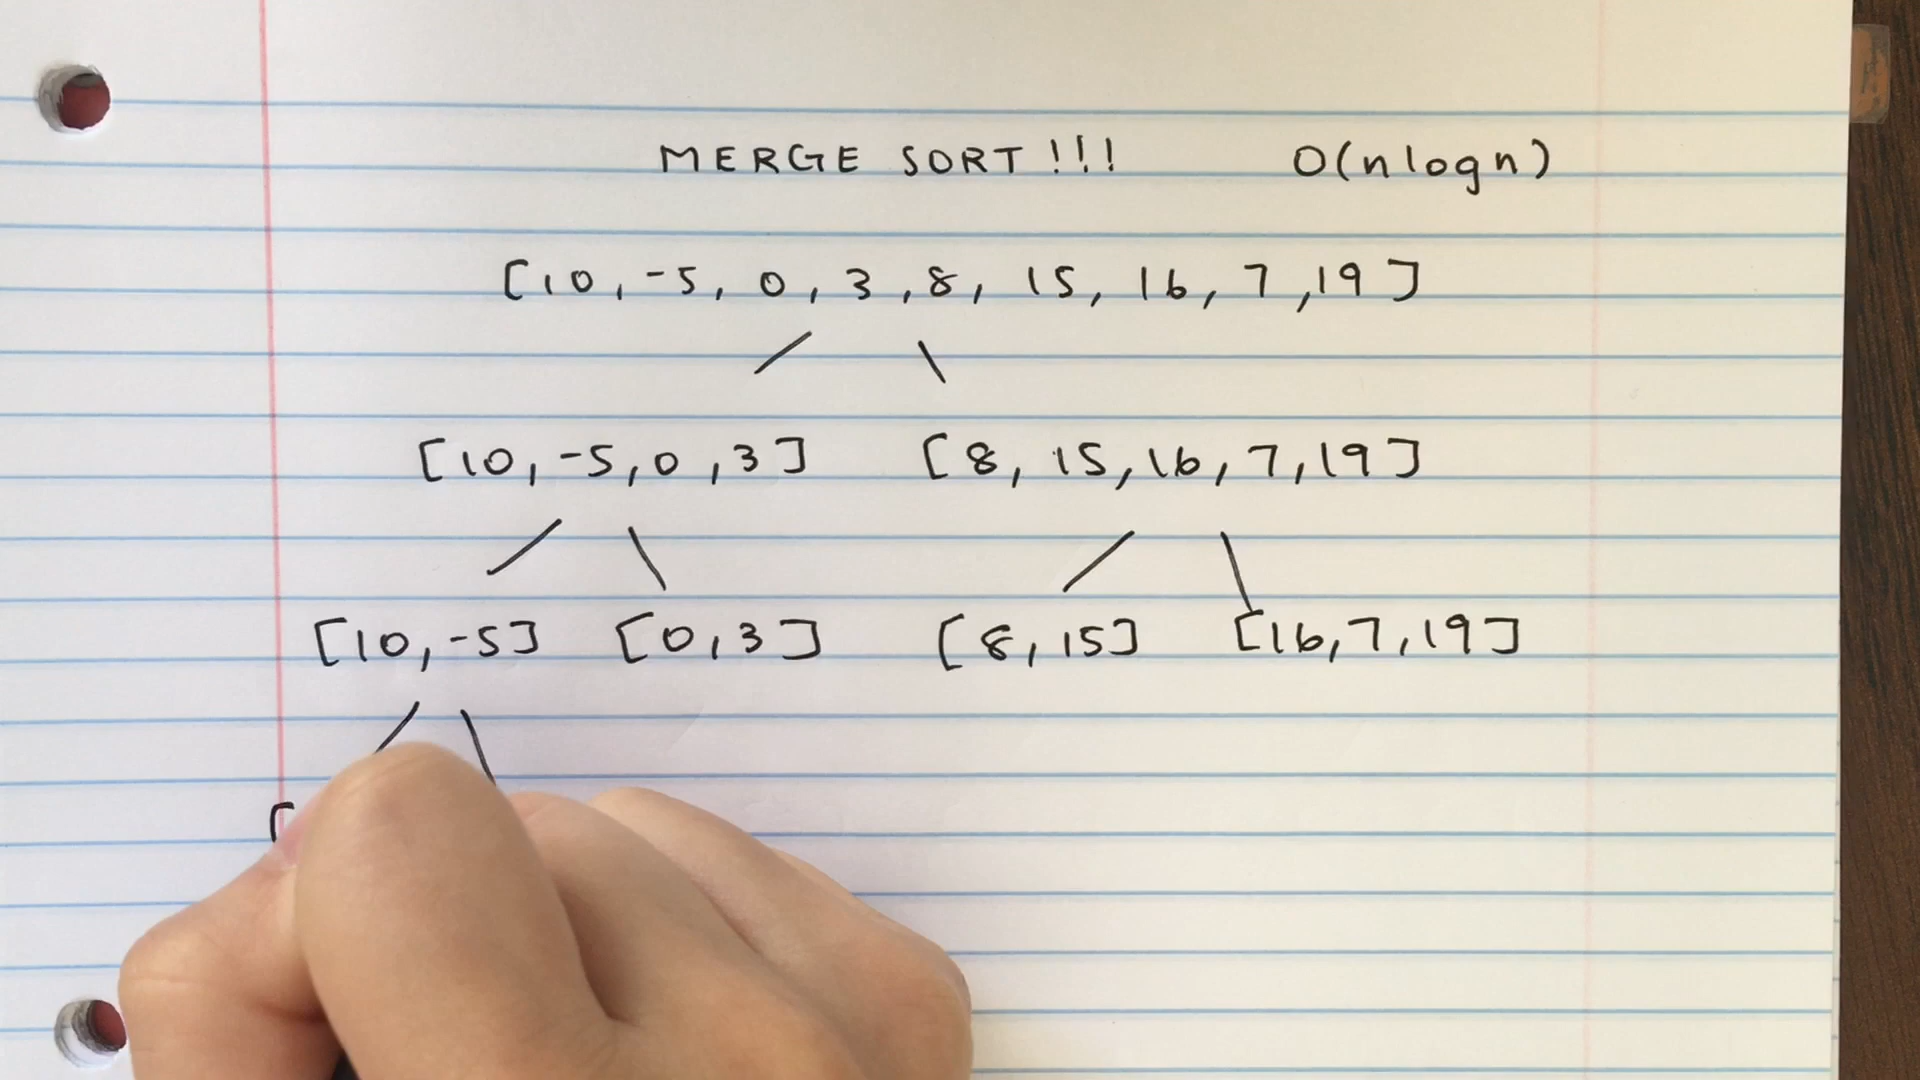 MERGE SORT!!! O(nlogn)
[10, -5, 0, 3, 8, 15, 16, 7, 19]
[10, -5, 0, 3] [8, 15, 16, 7, 19]
[10, -5] [0, 3] [8, 15] [16, 7, 19]
[